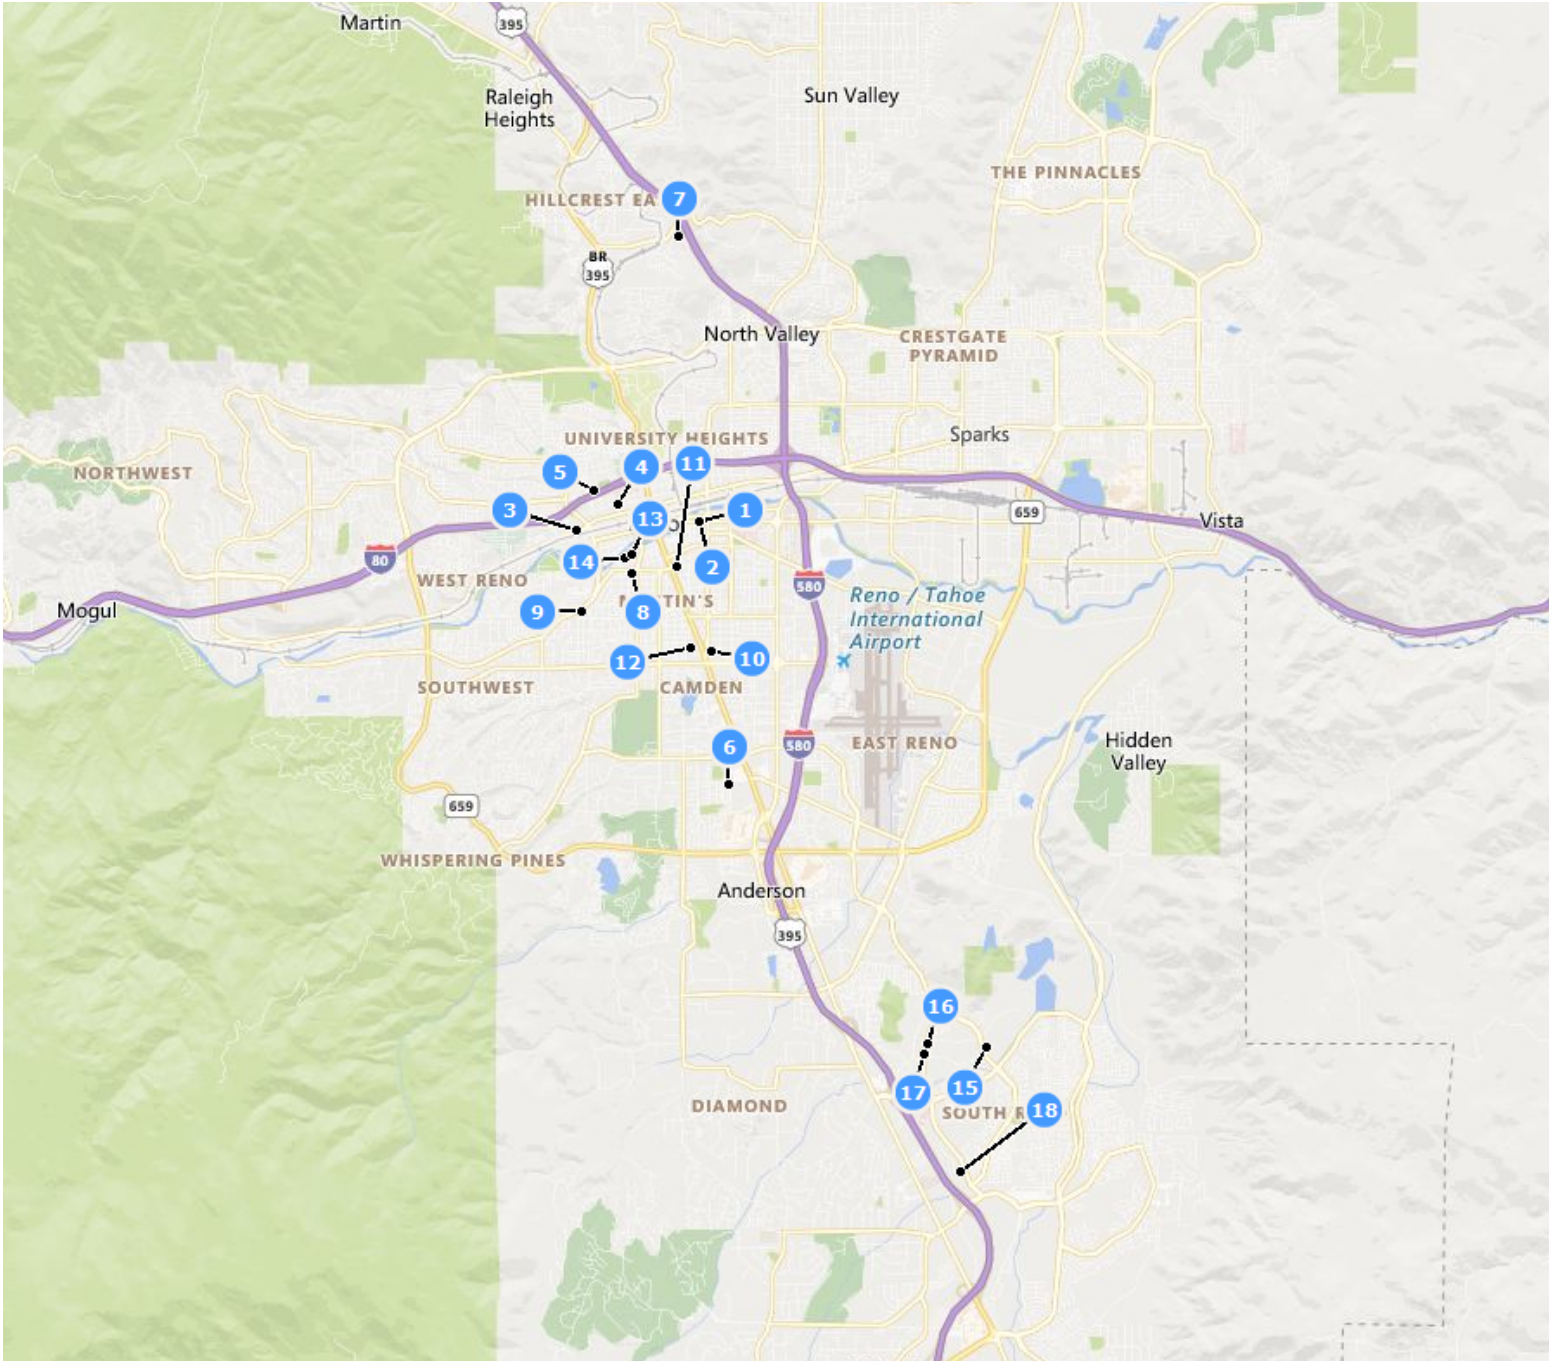 Martin
395
Raleigh
Heights
Sun Valley
THE PINNACLES
HILLCREST EA
7
BR
395
North Valley
CRESTGATE
PYRAMID
UNIVERSITY HEIGHTS
Sparks
NORTHWEST
5
4
11
3
13
1
659
Vista
80
14
2
WEST RENO
580
Reno / Tahoe
International
Airport
Mogul
9
8
TIN'S
12
10
SOUTHWEST
CAMDEN
6
580
EAST RENO
Hidden
Valley
659
WHISPERING PINES
Anderson
395
16
17
15
DIAMOND
SOUTH R
18